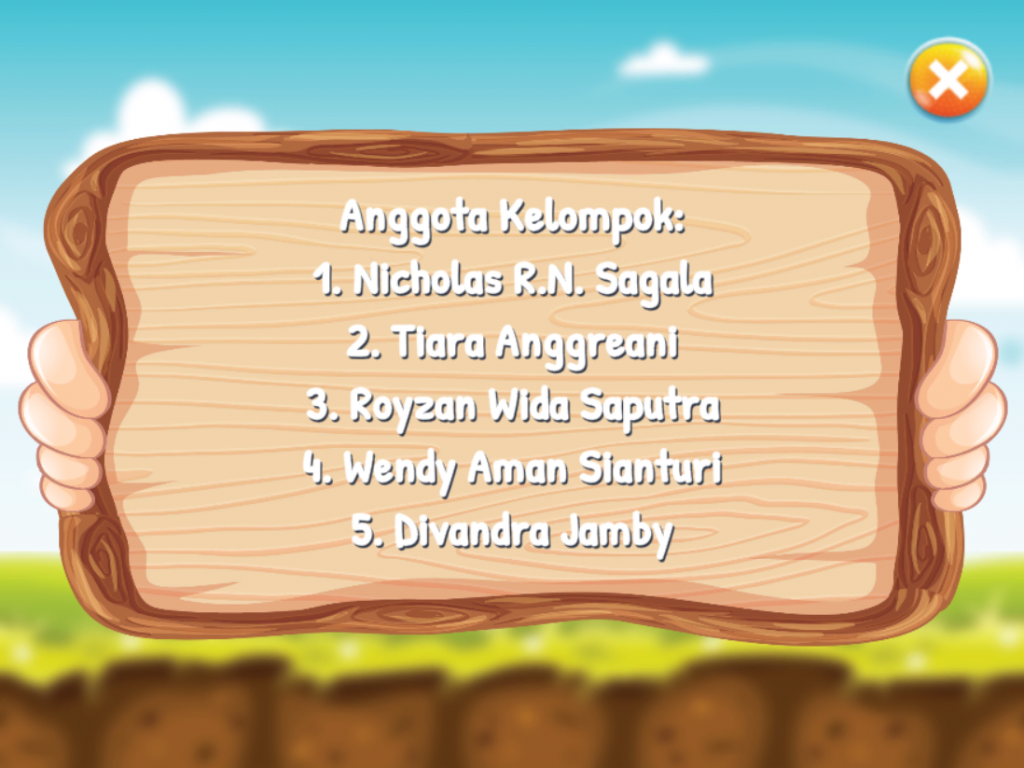 Anggota Kelompok:
1. Nicholas R.N. Sagala
2. Tiara Anggreani
3. Royzan Wida Saputra
4. Wendy Aman Sianturi
5. Divandra Jamby